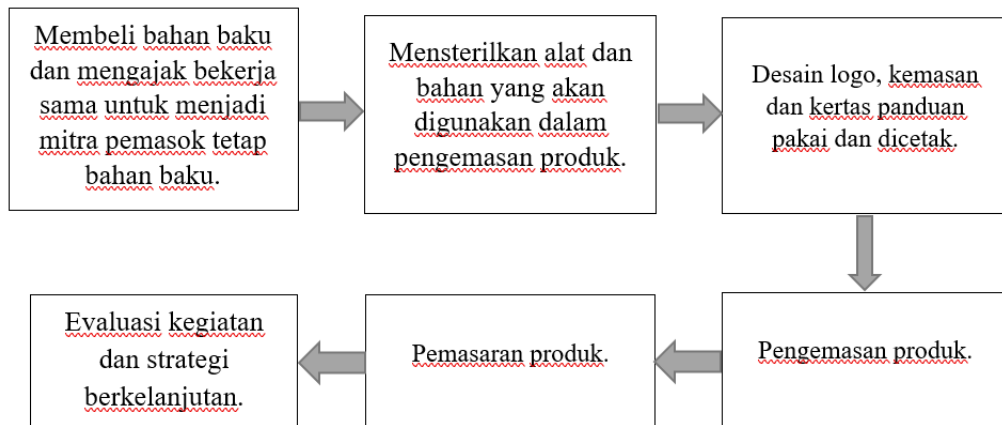 Membeli bahan baku
dan mengajak bekerja
sama untuk menjadi
mitra pemasok tetap
bahan baku.
Mensterilkan alat dan
bahan yang akan
digunakan dalam
pengemasan produk.
Desain logo, kemasan
dan kertas panduan
pakai dan dicetak.
Pengemasan produk.
Pemasaran produk.
Evaluasi kegiatan
dan strategi
berkelanjutan.